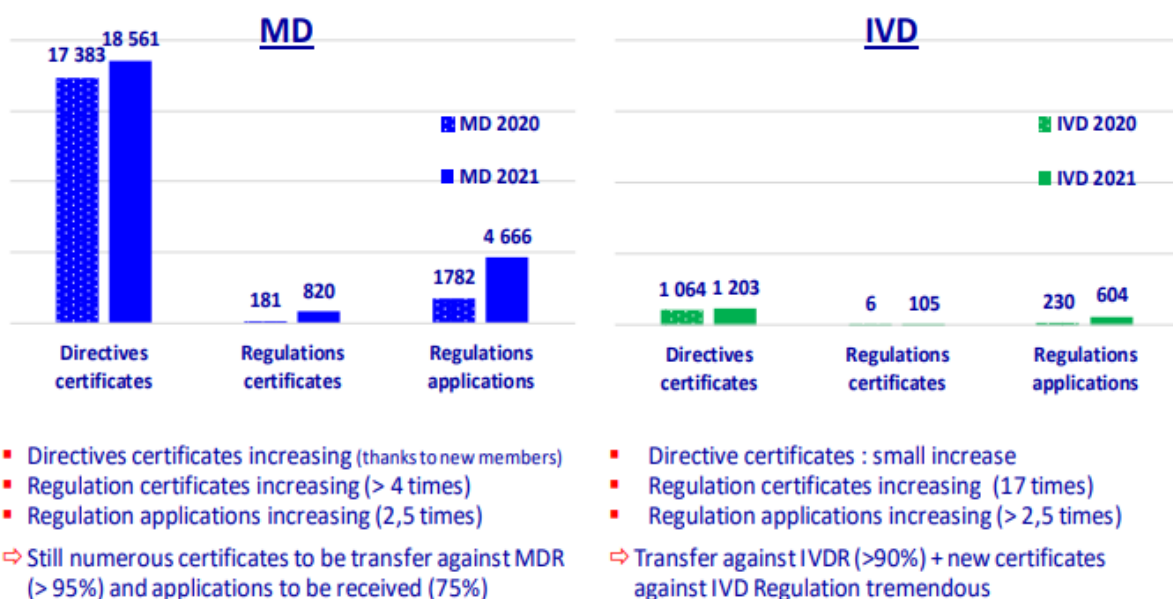 MD
17 383
18 561
MD 2020
MD 2021
181
820
1782
4 666
Directives
certificates
Regulations
certificates
Regulations
applications
▪ Directives certificates increasing (thanks to new members)
▪ Regulation certificates increasing (> 4 times)
▪ Regulation applications increasing (2,5 times)
⇨ Still numerous certificates to be transfer against MDR
(> 95%) and applications to be received (75%)
IVD
IVD 2020
IVD 2021
1 064
1 203
6
105
230
604
Directives
certificates
Regulations
certificates
Regulations
applications
▪ Directive certificates : small increase
▪ Regulation certificates increasing (17 times)
▪ Regulation applications increasing (> 2,5 times)
⇨ Transfer against IVDR (>90%) + new certificates
against IVD Regulation tremendous